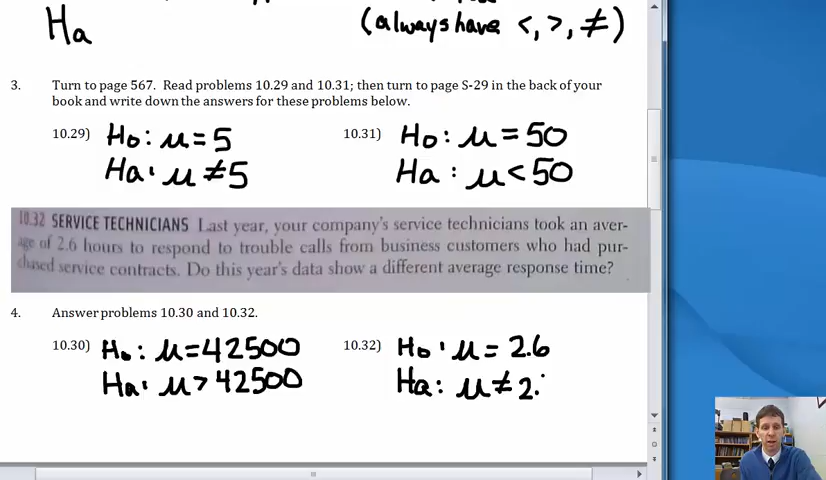 Ha
(always have <, >, ≠)
3. Turn to page 567. Read problems 10.29 and 10.31; then turn to page S-29 in the back of your
book and write down the answers for these problems below.
10.29) Ho: μ=5
Ha: μ≠5
10.31) Ho: μ=50
Ha: μ<50
10.32 SERVICE TECHNICIANS Last year, your company's service technicians took an aver-
age of 2.6 hours to respond to trouble calls from business customers who had pur-
chased service contracts. Do this year's data show a different average response time?
4. Answer problems 10.30 and 10.32.
10.30) Ho: μ=42500
Ha: μ>42500
10.32) Ho: μ=2.6
Ha: μ≠2.